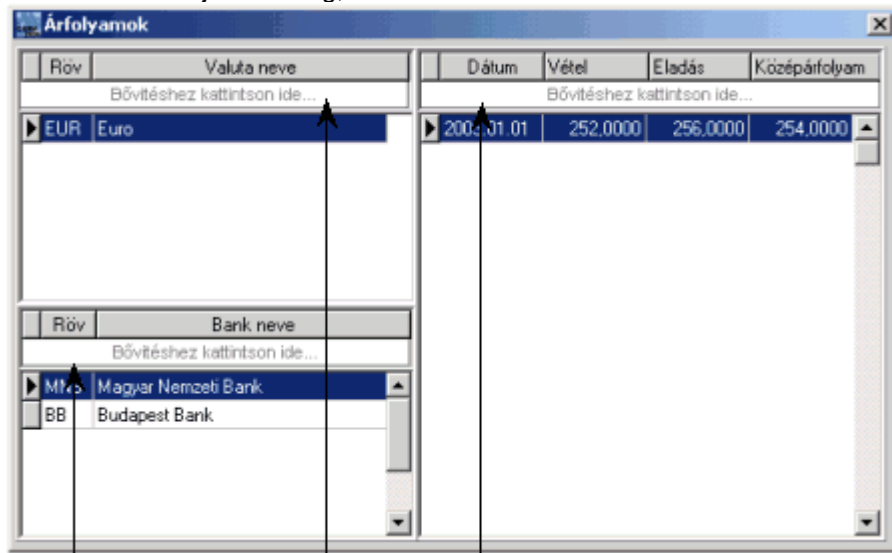 Árfolyamok
Röv Valuta neve
Bővítéshez kattintson ide...
EUR Euro
Dátum Vétel Eladás Középárfolyam
Bővítéshez kattintson ide...
252,0000 256,0000 254,0000
Röv Bank neve
Bővítéshez kattintson ide...
MNB Magyar Nemzeti Bank
BB Budapest Bank